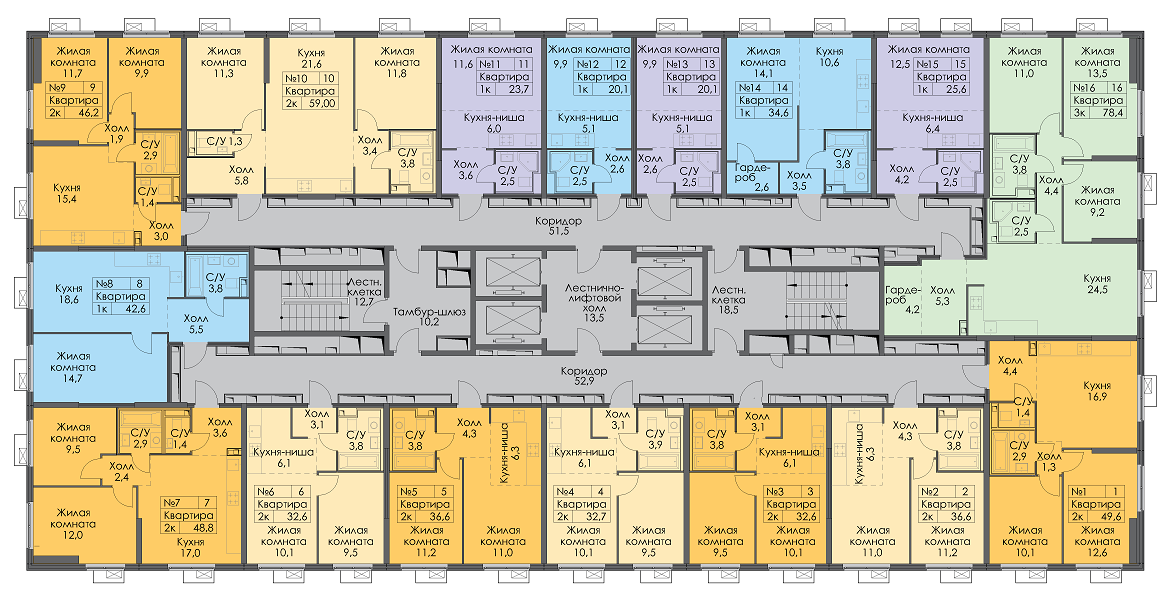 Жилая
комната
11,7
Жилая
комната
9,9
№9 9
Квартира
2к 46,2
Холл
1,9
С/У
2,9
Кухня
15,4
С/У
1,4
Холл
3,0
Жилая
комната
11,3
Кухня
21,6
№10 10
Квартира
2к 59,00
Жилая
комната
11,8
С/У 1,3
Холл
5,8
Холл
3,4
С/У
3,8
Жилая комната
11,6
№11 11
Квартира
1к 23,7
Кухня-ниша
6,0
Холл
3,6
С/У
2,5
Жилая комната
9,9
№12 12
Квартира
1к 20,1
Кухня-ниша
5,1
С/У
2,5
Холл
2,6
Жилая комната
9,9
№13 13
Квартира
1к 20,1
Кухня-ниша
5,1
Холл
2,6
С/У
2,5
Жилая
комната
14,1
Кухня
10,6
№14 14
Квартира
1к 34,6
Гарде-
роб
2,6
Холл
3,5
С/У
3,8
Жилая комната
12,5
№15 15
Квартира
1к 25,6
Кухня-ниша
6,4
Холл
4,2
С/У
2,5
Жилая
комната
11,0
Жилая
комната
13,5
№16 16
Квартира
3к 78,4
С/У
3,8
Холл
4,4
Жилая
комната
9,2
С/У
2,5
Кухня
24,5
Гарде-
роб
4,2
Холл
5,3
Коридор
51,5
№8 8
Квартира
1к 42,6
Кухня
18,6
С/У
3,8
Холл
5,5
Жилая
комната
14,7
Лестн.
клетка
12,7
Тамбур-шлюз
10,2
Лестнично-
лифтовой
холл
13,5
Лестн.
клетка
18,5
Коридор
52,9
Жилая
комната
9,5
С/У
2,9
С/У
1,4
Холл
3,6
Холл
2,4
Жилая
комната
12,0
№7 7
Квартира
2к 48,8
Кухня
17,0
Холл
3,1
С/У
3,8
Кухня-ниша
6,1
№6 6
Квартира
2к 32,6
Жилая
комната
10,1
Жилая
комната
9,5
С/У
3,8
Холл
4,3
Кухня-ниша
6,3
№5 5
Квартира
2к 36,6
Жилая
комната
11,2
Жилая
комната
11,0
Холл
3,1
С/У
3,9
Кухня-ниша
6,1
№4 4
Квартира
2к 32,7
Жилая
комната
10,1
Жилая
комната
9,5
С/У
3,8
Холл
3,1
Кухня-ниша
6,1
№3 3
Квартира
2к 32,6
Жилая
комната
9,5
Жилая
комната
10,1
Кухня-ниша
6,3
Холл
4,3
С/У
3,8
№2 2
Квартира
2к 36,6
Жилая
комната
11,0
Жилая
комната
11,2
Холл
4,4
Кухня
16,9
С/У
1,4
С/У
2,9
Холл
1,3
№1 1
Квартира
2к 49,6
Жилая
комната
10,1
Жилая
комната
12,6